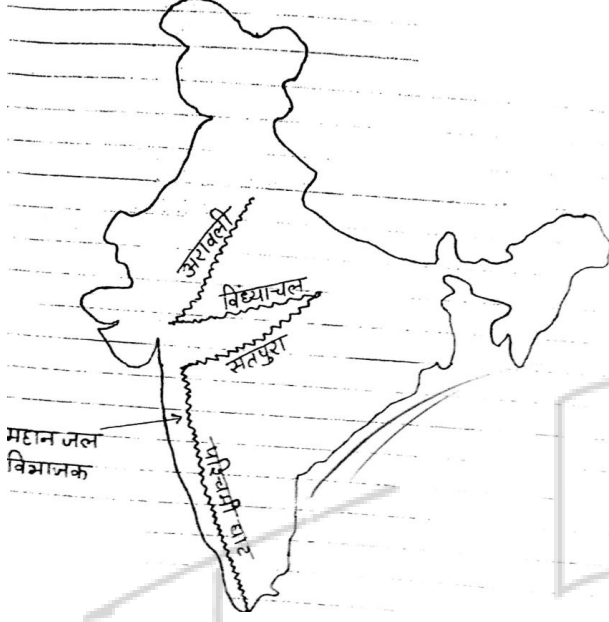 अरावली
विंध्याचल
सतपुरा
महान जल
विभाजक
पश्चिमी घाट